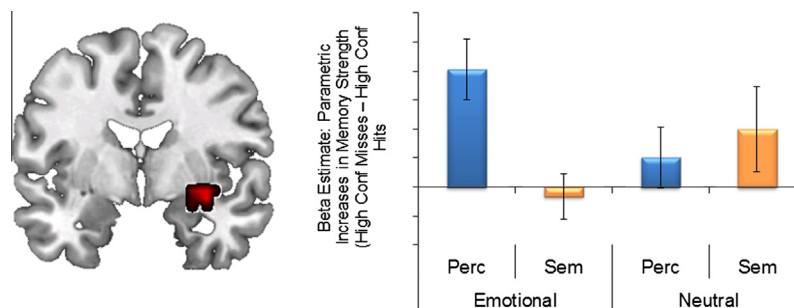 Beta Estimate: Parametric
Increases in Memory Strength
(High Conf Misses – High Conf
Hits
Perc Sem Perc Sem
Emotional Neutral